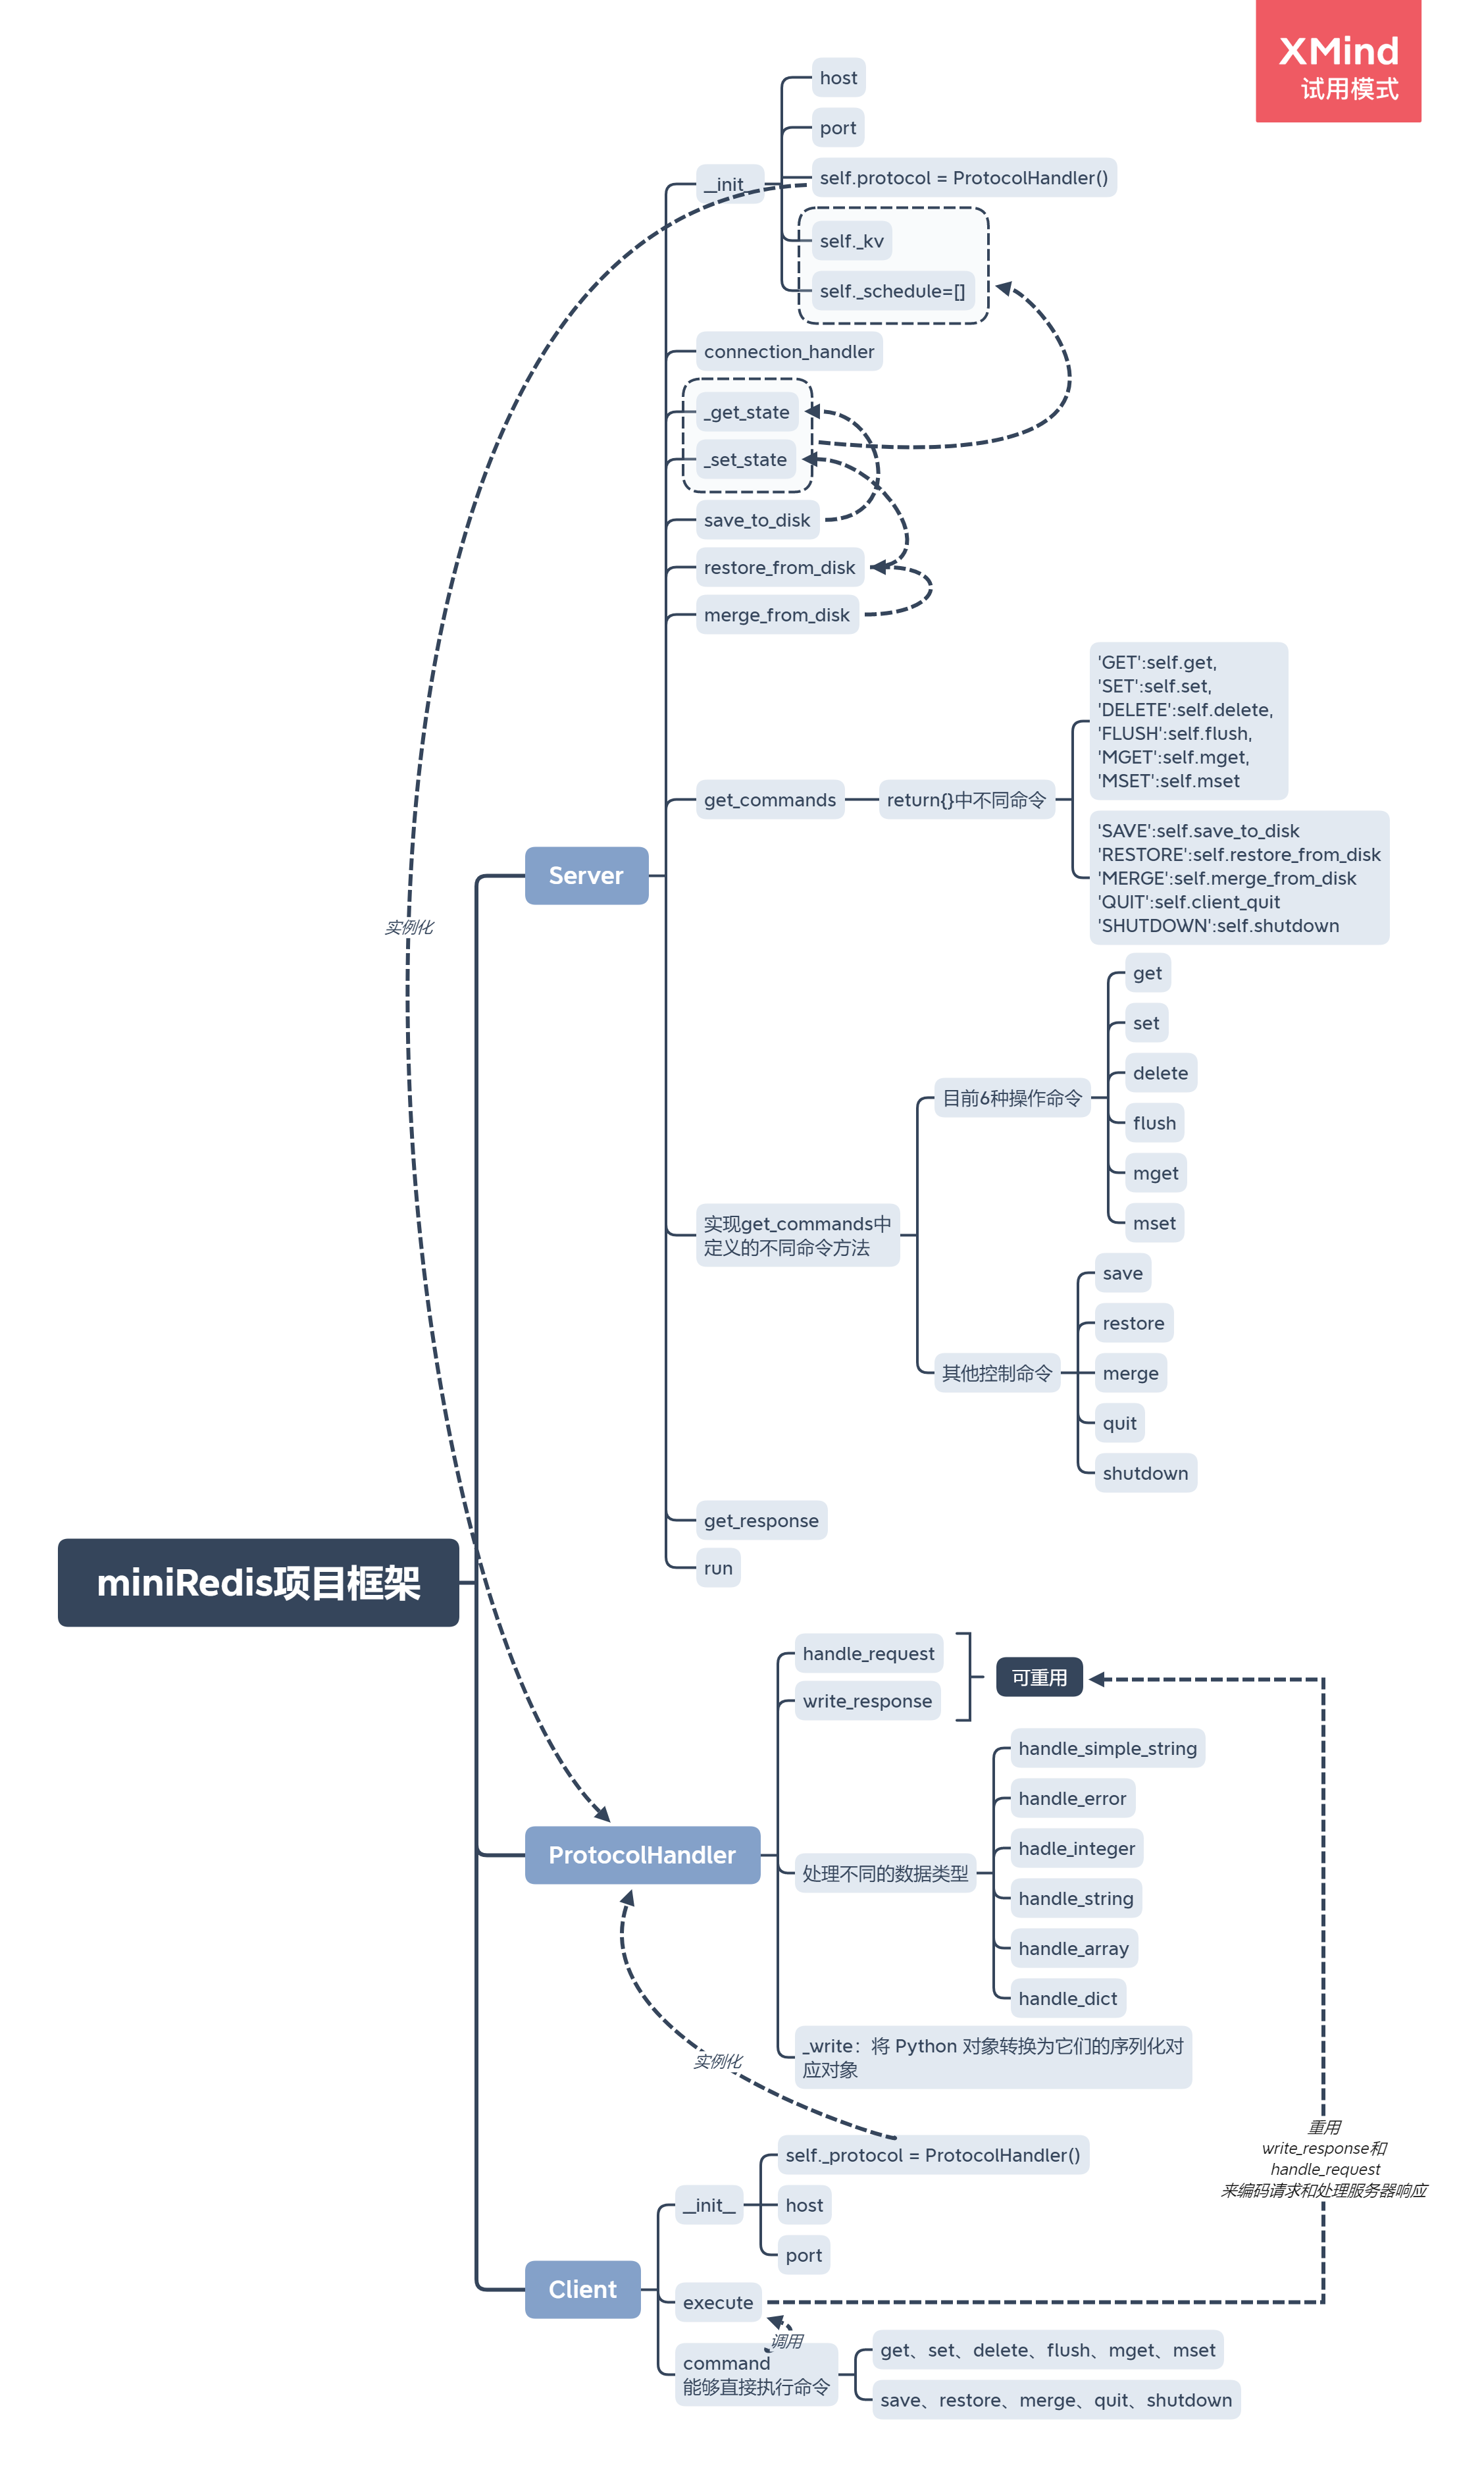 XMind
试用模式
host
port
self.protocol = ProtocolHandler()
self._kv
self._schedule=[]
__init__
connection_handler
_get_state
_set_state
save_to_disk
restore_from_disk
merge_from_disk
'GET':self.get,
'SET':self.set,
'DELETE':self.delete,
'FLUSH':self.flush,
'MGET':self.mget,
'MSET':self.mset
get_commands
return{}中不同命令
'SAVE':self.save_to_disk
'RESTORE':self.restore_from_disk
'MERGE':self.merge_from_disk
'QUIT':self.client_quit
'SHUTDOWN':self.shutdown
Server
实例化
get
set
delete
flush
mget
mset
目前6种操作命令
实现get_commands中
定义的不同命令方法
save
restore
merge
quit
shutdown
其他控制命令
get_response
run
miniRedis项目框架
handle_request
write_response
可重用
handle_simple_string
handle_error
hadle_integer
handle_string
handle_array
handle_dict
ProtocolHandler
处理不同的数据类型
_write：将 Python 对象转换为它们的序列化对
应对象
实例化
重用
write_response和
handle_request
来编码请求和处理服务器响应
self._protocol = ProtocolHandler()
host
port
__init__
Client
execute
调用
command
能够直接执行命令
get、set、delete、flush、mget、mset
save、restore、merge、quit、shutdown